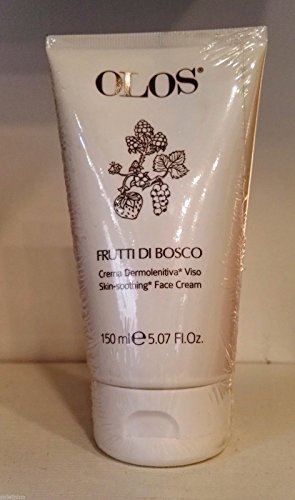 OLOS®
FRUTTI DI BOSCO
Crema Dermolenitiva* Viso
Skin-soothing* Face Cream
150 ml ℮ 5.07 Fl.Oz.